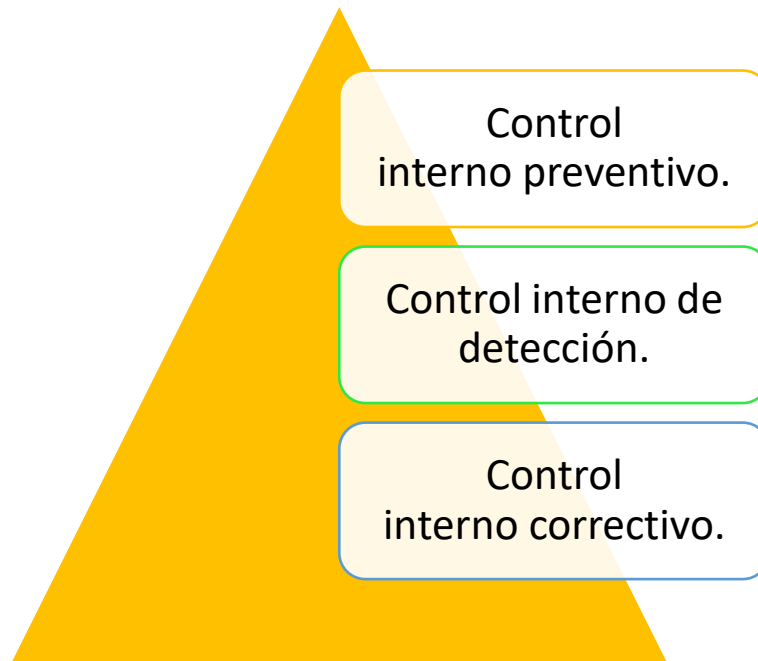 Control
interno preventivo.
Control interno de
detección.
Control
interno correctivo.